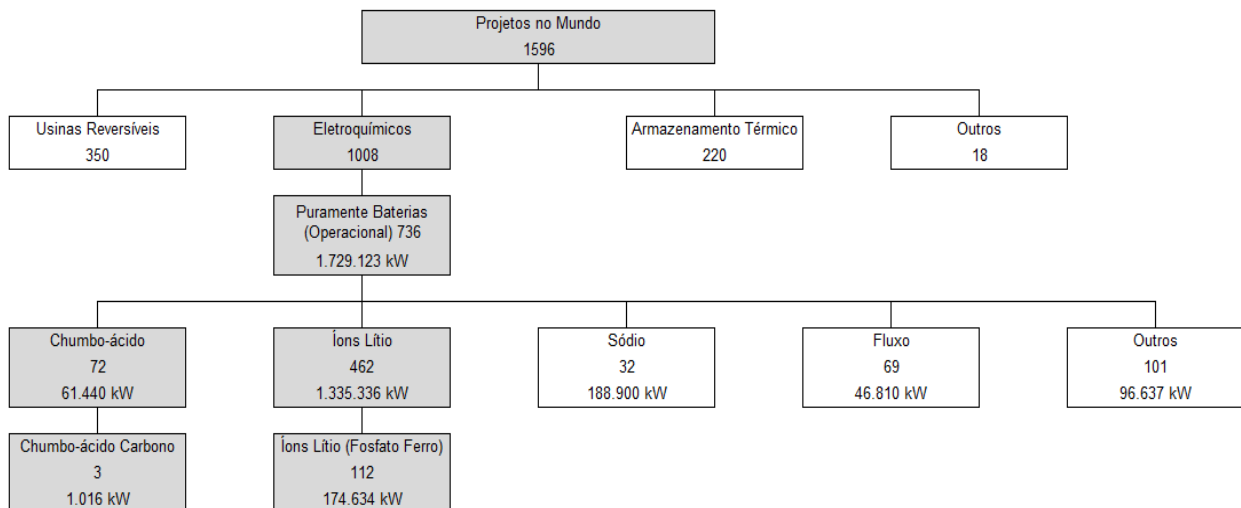 Projetos no Mundo
1596
Usinas Reversíveis
350
Eletroquímicos
1008
Armazenamento Térmico
220
Outros
18
Puramente Baterias
(Operacional) 736
1.729.123 kW
Chumbo-ácido
72
61.440 kW
Íons Lítio
462
1.335.336 kW
Sódio
32
188.900 kW
Fluxo
69
46.810 kW
Outros
101
96.637 kW
Chumbo-ácido Carbono
3
1.016 kW
Íons Lítio (Fosfato Ferro)
112
174.634 kW